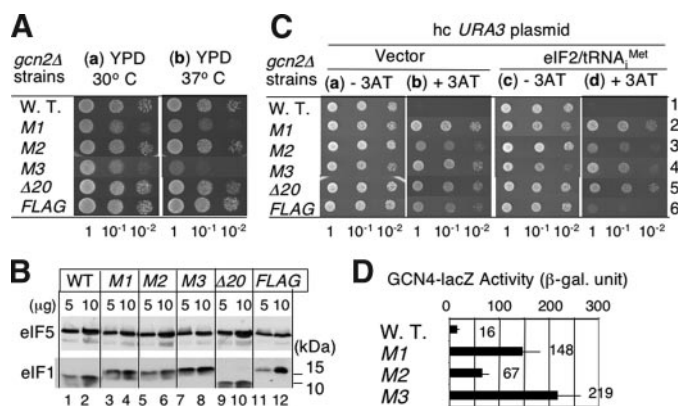 A
gcn2Δ strains
(a) YPD 30° C
(b) YPD 37° C
W. T.
M1
M2
M3
Δ20
FLAG
1 10⁻¹ 10⁻² 1 10⁻¹ 10⁻²
C
hc URA3 plasmid
Vector
eIF2/tRNAᵢᴹᵉᵗ
gcn2Δ strains
(a) - 3AT
(b) + 3AT
(c) - 3AT
(d) + 3AT
W. T. 1
M1 2
M2 3
M3 4
Δ20 5
FLAG 6
1 10⁻¹ 10⁻² 1 10⁻¹ 10⁻² 1 10⁻¹ 10⁻² 1 10⁻¹ 10⁻²
B
WT M1 M2 M3 Δ20 FLAG
(μg) 5 10 5 10 5 10 5 10 5 10 5 10
eIF5
(kDa)
eIF1
15
10
1 2 3 4 5 6 7 8 9 10 11 12
D
GCN4-lacZ Activity (β-gal. unit)
0 100 200 300
W. T. 16
M1 148
M2 67
M3 219